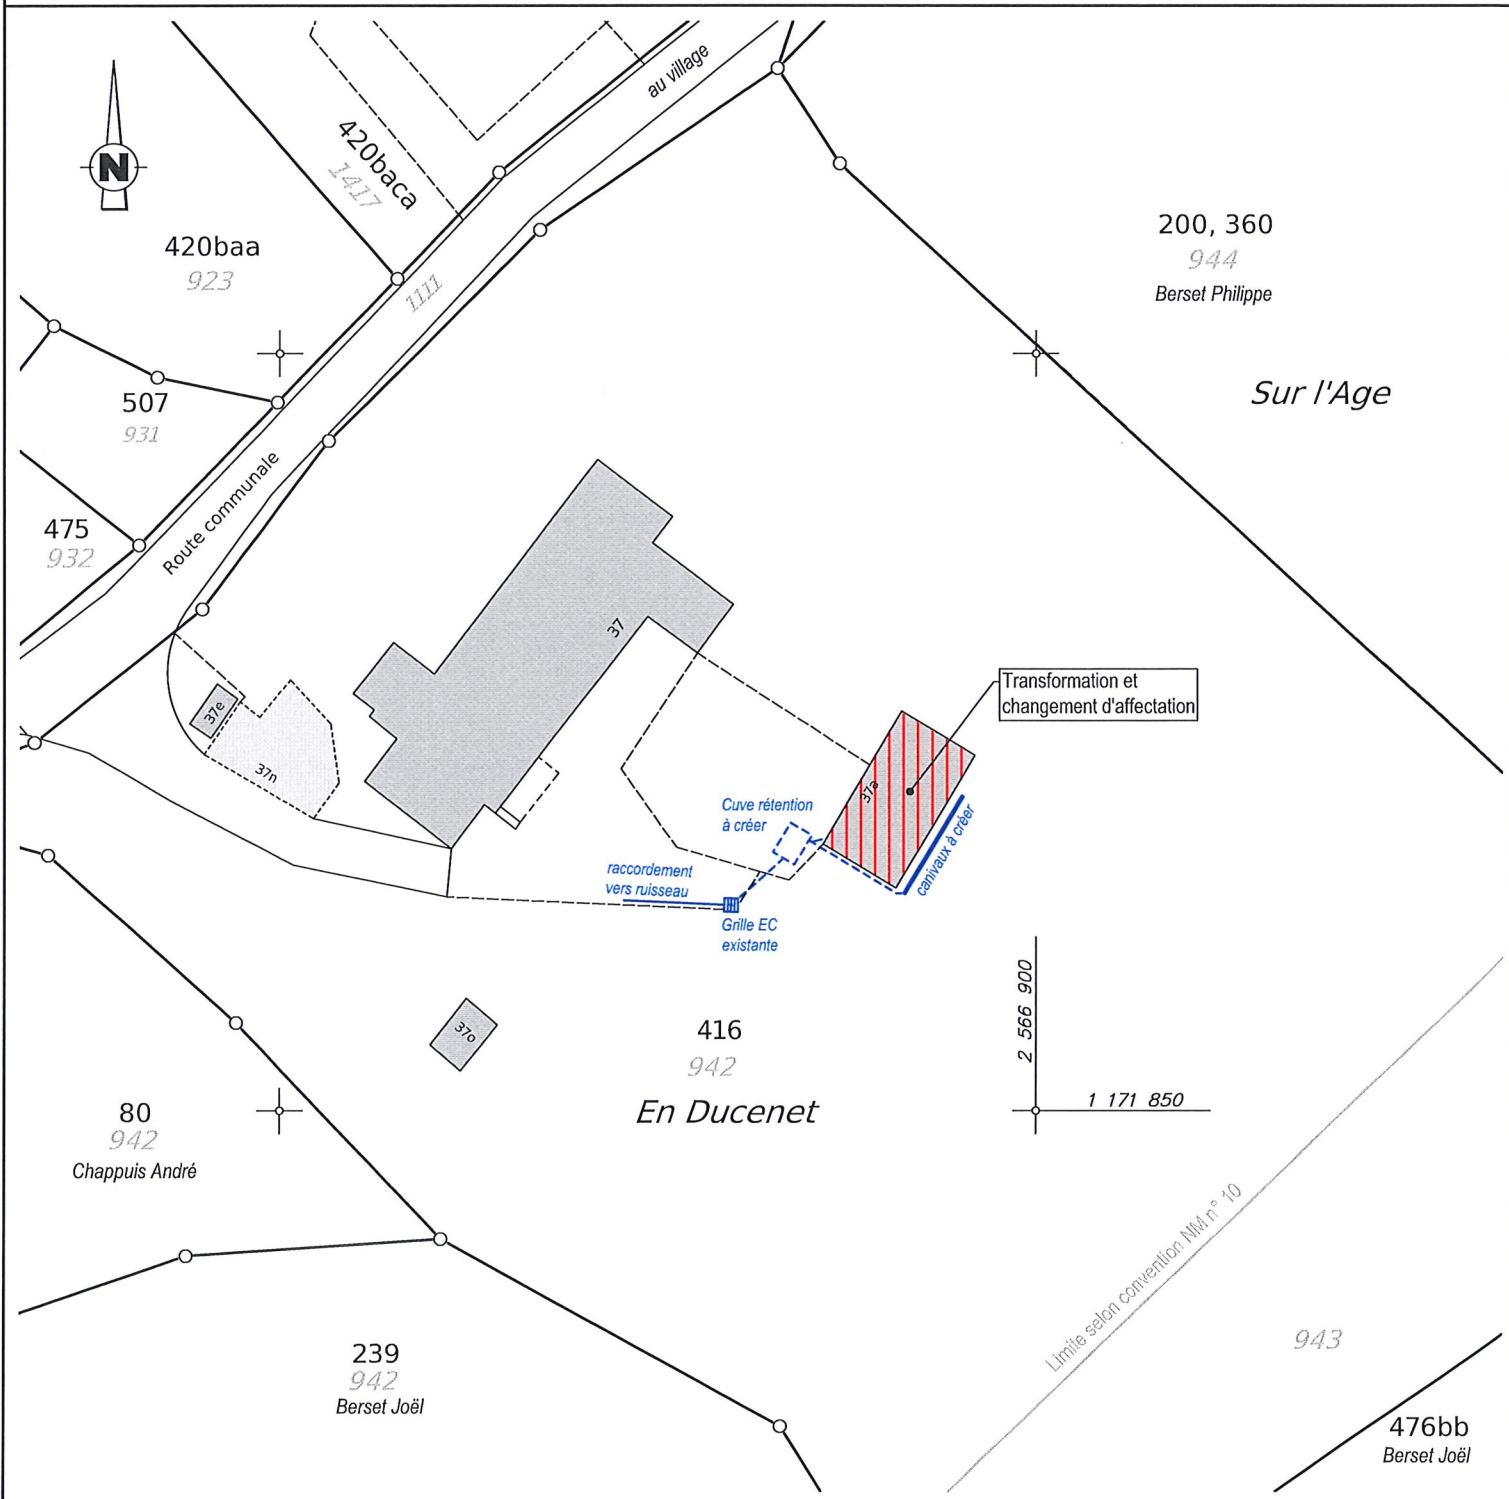 au village
420baca
1417
N
200, 360
944
Berset Philippe
420baa
923
1111
Sur l'Age
507
931
Route communale
475
932
37
Transformation et
changement d'affectation
37e
37n
37a
Cuve rétention
à créer
canivaux à créer
raccordement
vers ruisseau
Grille EC
existante
2 566 900
37o
416
942
1 171 850
En Ducenet
80
942
Chappuis André
Limite selon convention NM n° 10
943
239
942
Berset Joël
476bb
Berset Joël